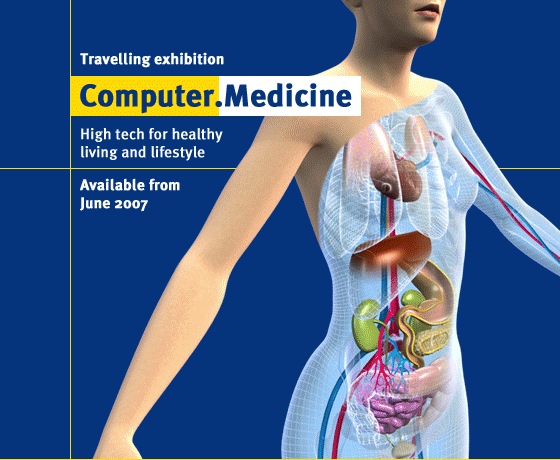 Travelling exhibition
Computer.Medicine
High tech for healthy
living and lifestyle
Available from
June 2007